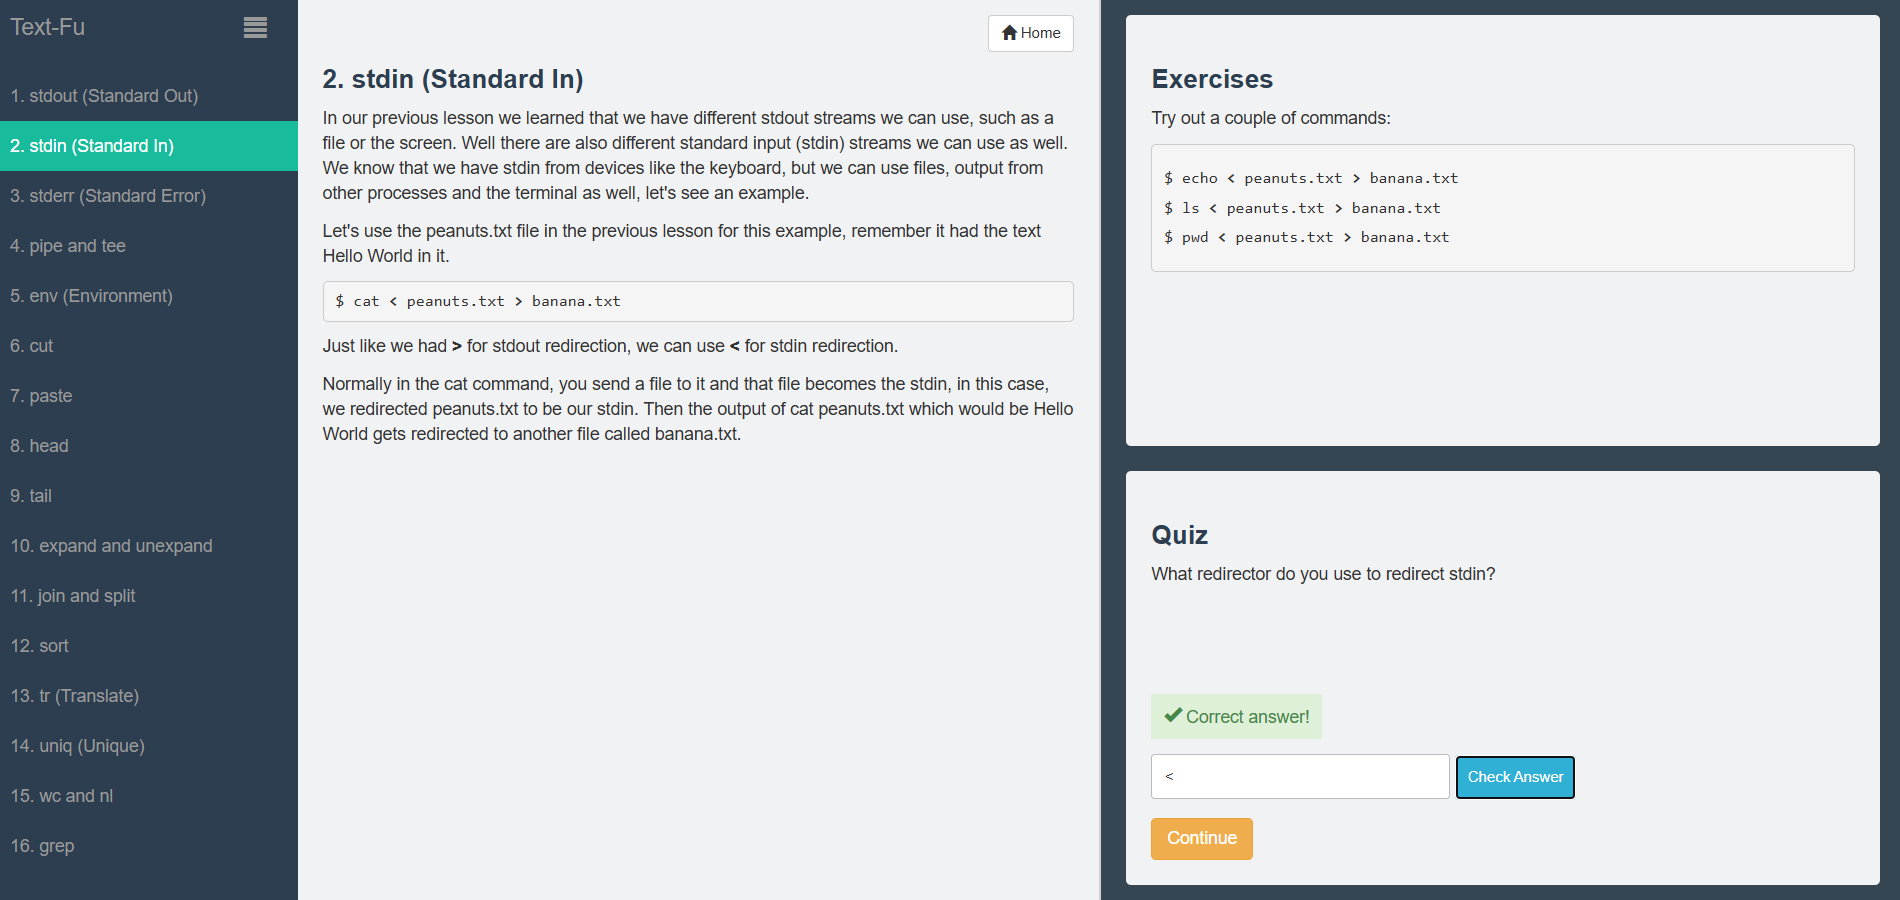 Text-Fu
1. stdout (Standard Out)
2. stdin (Standard In)
3. stderr (Standard Error)
4. pipe and tee
5. env (Environment)
6. cut
7. paste
8. head
9. tail
10. expand and unexpand
11. join and split
12. sort
13. tr (Translate)
14. uniq (Unique)
15. wc and nl
16. grep
Home
2. stdin (Standard In)
In our previous lesson we learned that we have different stdout streams we can use, such as a
file or the screen. Well there are also different standard input (stdin) streams we can use as well.
We know that we have stdin from devices like the keyboard, but we can use files, output from
other processes and the terminal as well, let's see an example.
Let's use the peanuts.txt file in the previous lesson for this example, remember it had the text
Hello World in it.
$ cat < peanuts.txt > banana.txt
Just like we had > for stdout redirection, we can use < for stdin redirection.
Normally in the cat command, you send a file to it and that file becomes the stdin, in this case,
we redirected peanuts.txt to be our stdin. Then the output of cat peanuts.txt which would be Hello
World gets redirected to another file called banana.txt.
Exercises
Try out a couple of commands:
$ echo < peanuts.txt > banana.txt
$ ls < peanuts.txt > banana.txt
$ pwd < peanuts.txt > banana.txt
Quiz
What redirector do you use to redirect stdin?
Correct answer!
<
Check Answer
Continue